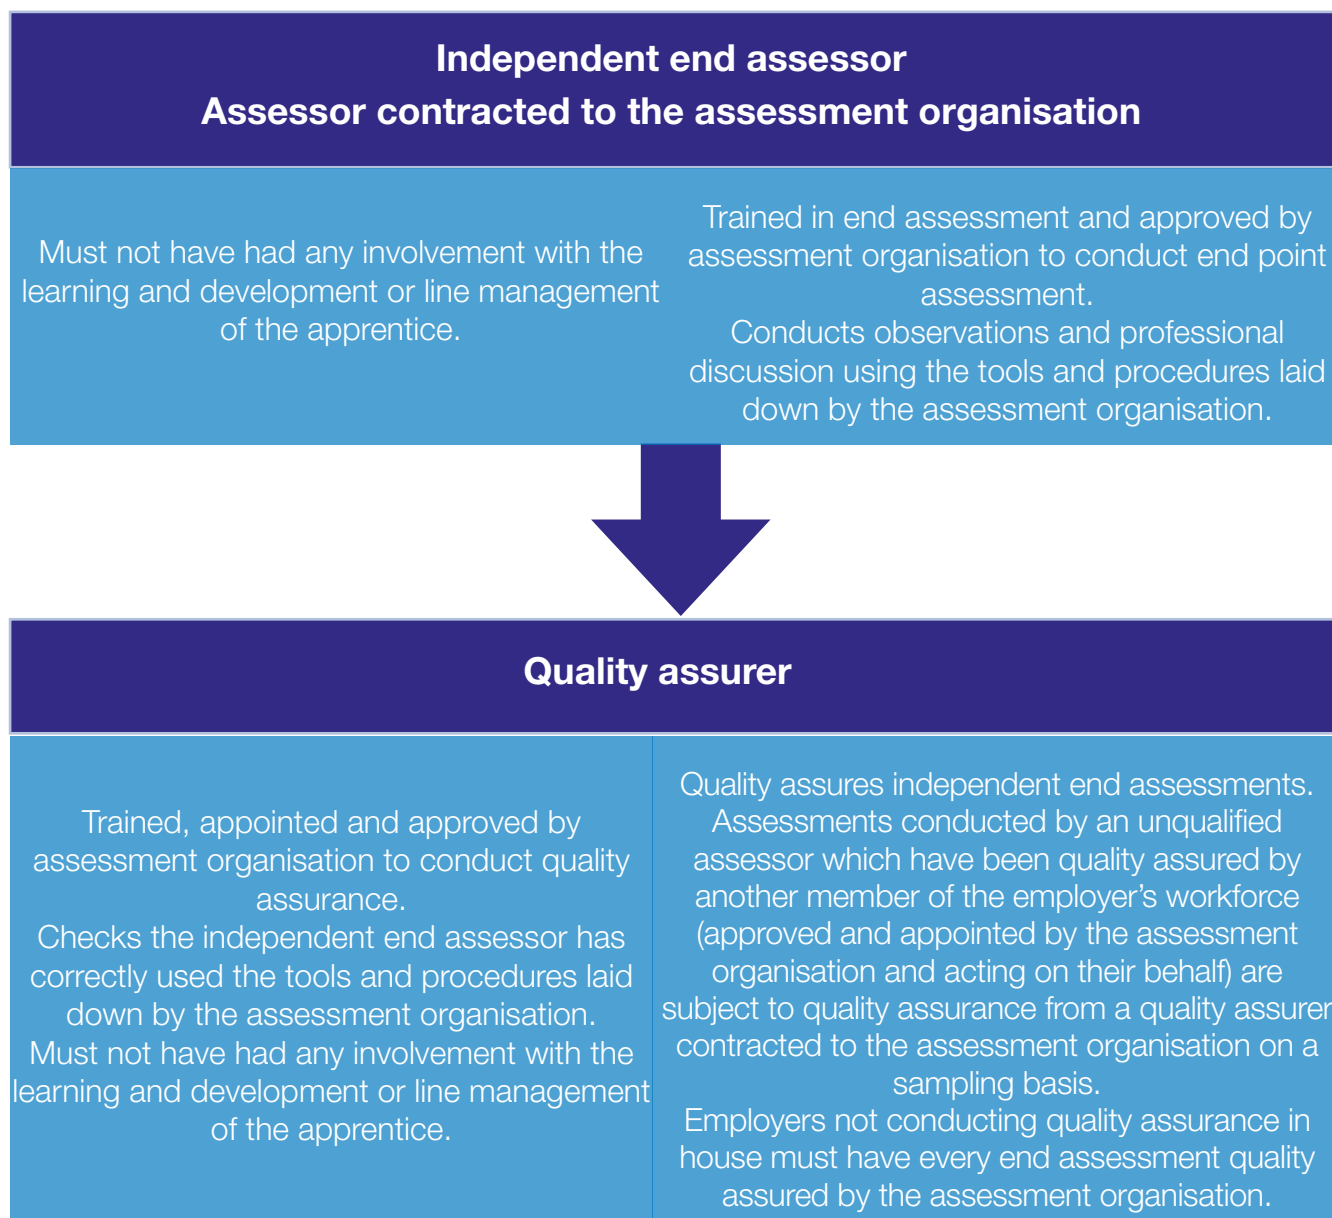 Independent end assessor
Assessor contracted to the assessment organisation
Must not have had any involvement with the
learning and development or line management
of the apprentice.
Trained in end assessment and approved by
assessment organisation to conduct end point
assessment.
Conducts observations and professional
discussion using the tools and procedures laid
down by the assessment organisation.
Quality assurer
Trained, appointed and approved by
assessment organisation to conduct quality
assurance.
Checks the independent end assessor has
correctly used the tools and procedures laid
down by the assessment organisation.
Must not have had any involvement with the
learning and development or line management
of the apprentice.
Quality assures independent end assessments.
Assessments conducted by an unqualified
assessor which have been quality assured by
another member of the employer’s workforce
(approved and appointed by the assessment
organisation and acting on their behalf) are
subject to quality assurance from a quality assurer
contracted to the assessment organisation on a
sampling basis.
Employers not conducting quality assurance in
house must have every end assessment quality
assured by the assessment organisation.